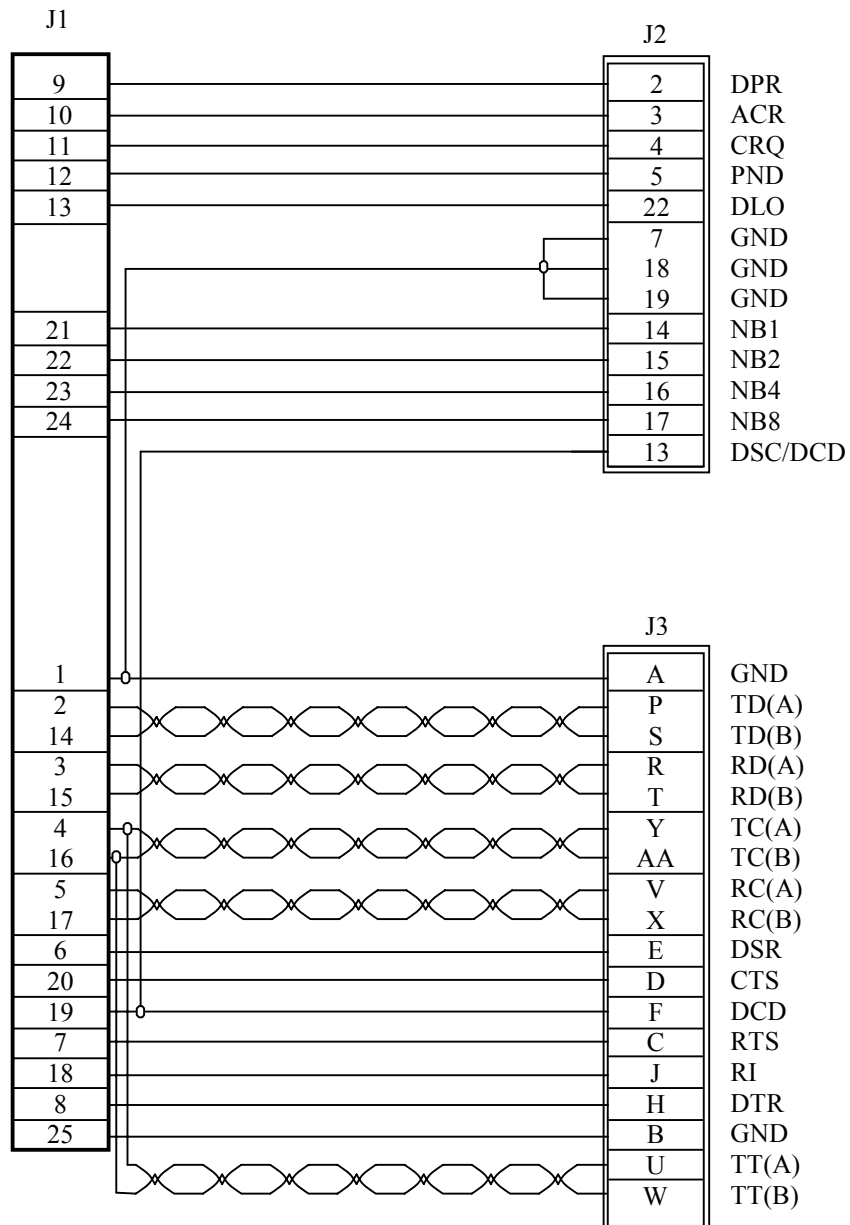 J1
J2
9 2 DPR
10 3 ACR
11 4 CRQ
12 5 PND
13 22 DLO
7 GND
18 GND
19 GND
21 14 NB1
22 15 NB2
23 16 NB4
24 17 NB8
13 DSC/DCD
J3
1 A GND
2 P TD(A)
14 S TD(B)
3 R RD(A)
15 T RD(B)
4 Y TC(A)
16 AA TC(B)
5 V RC(A)
17 X RC(B)
6 E DSR
20 D CTS
19 F DCD
7 C RTS
18 J RI
8 H DTR
25 B GND
U TT(A)
W TT(B)